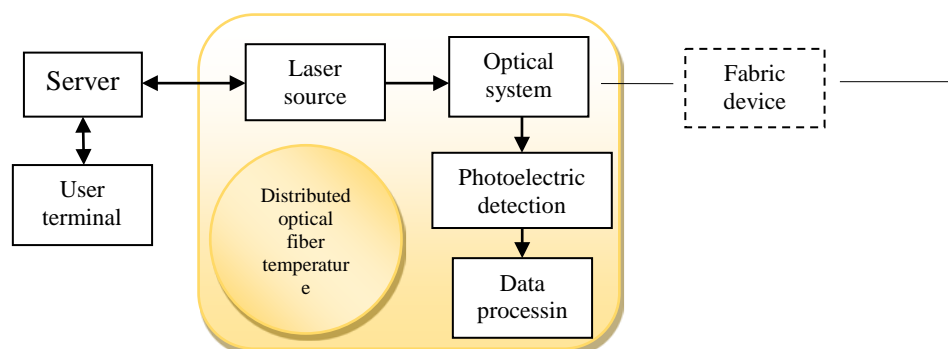 Server
User
terminal
Laser
source
Optical
system
Fabric
device
Photoelectric
detection
Data
processin
Distributed
optical
fiber
temperatur
e